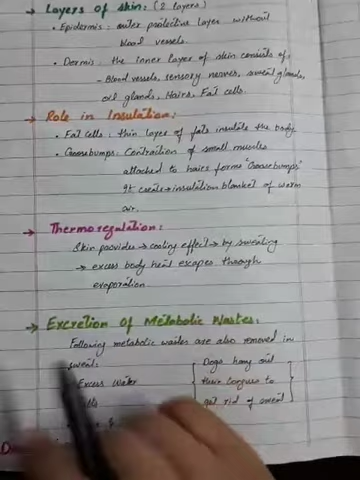 → Layers of skin: (2 layers)
• Epidermis: outer protective layer without
blood vessels.
• Dermis: the inner layer of skin consists of.
- Blood vessels, sensory nerves, sweat glands,
oil glands, Hairs, Fat cells.
→ Role in Insulation:
• Fat Cells: thin layer of fats insulate the body
• Goosebumps: Contraction of small muscles
attached to hairs forms "Goosebumps"
It create → insulation blanket of warm
air.
→ Thermoregulation:
Skin provides → cooling effect → by sweating
→ excess body heat escapes through
evaporation
→ Excretion of Metabolic Wastes:
Following metabolic wastes are also removed in
sweat:
Excess Water
Dogs hang out
their tongues to
get rid of sweat